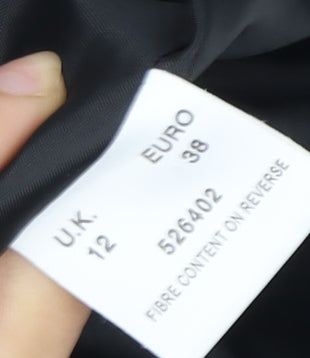 U.K. EURO
12 38
526402
FIBRE CONTENT ON REVERSE